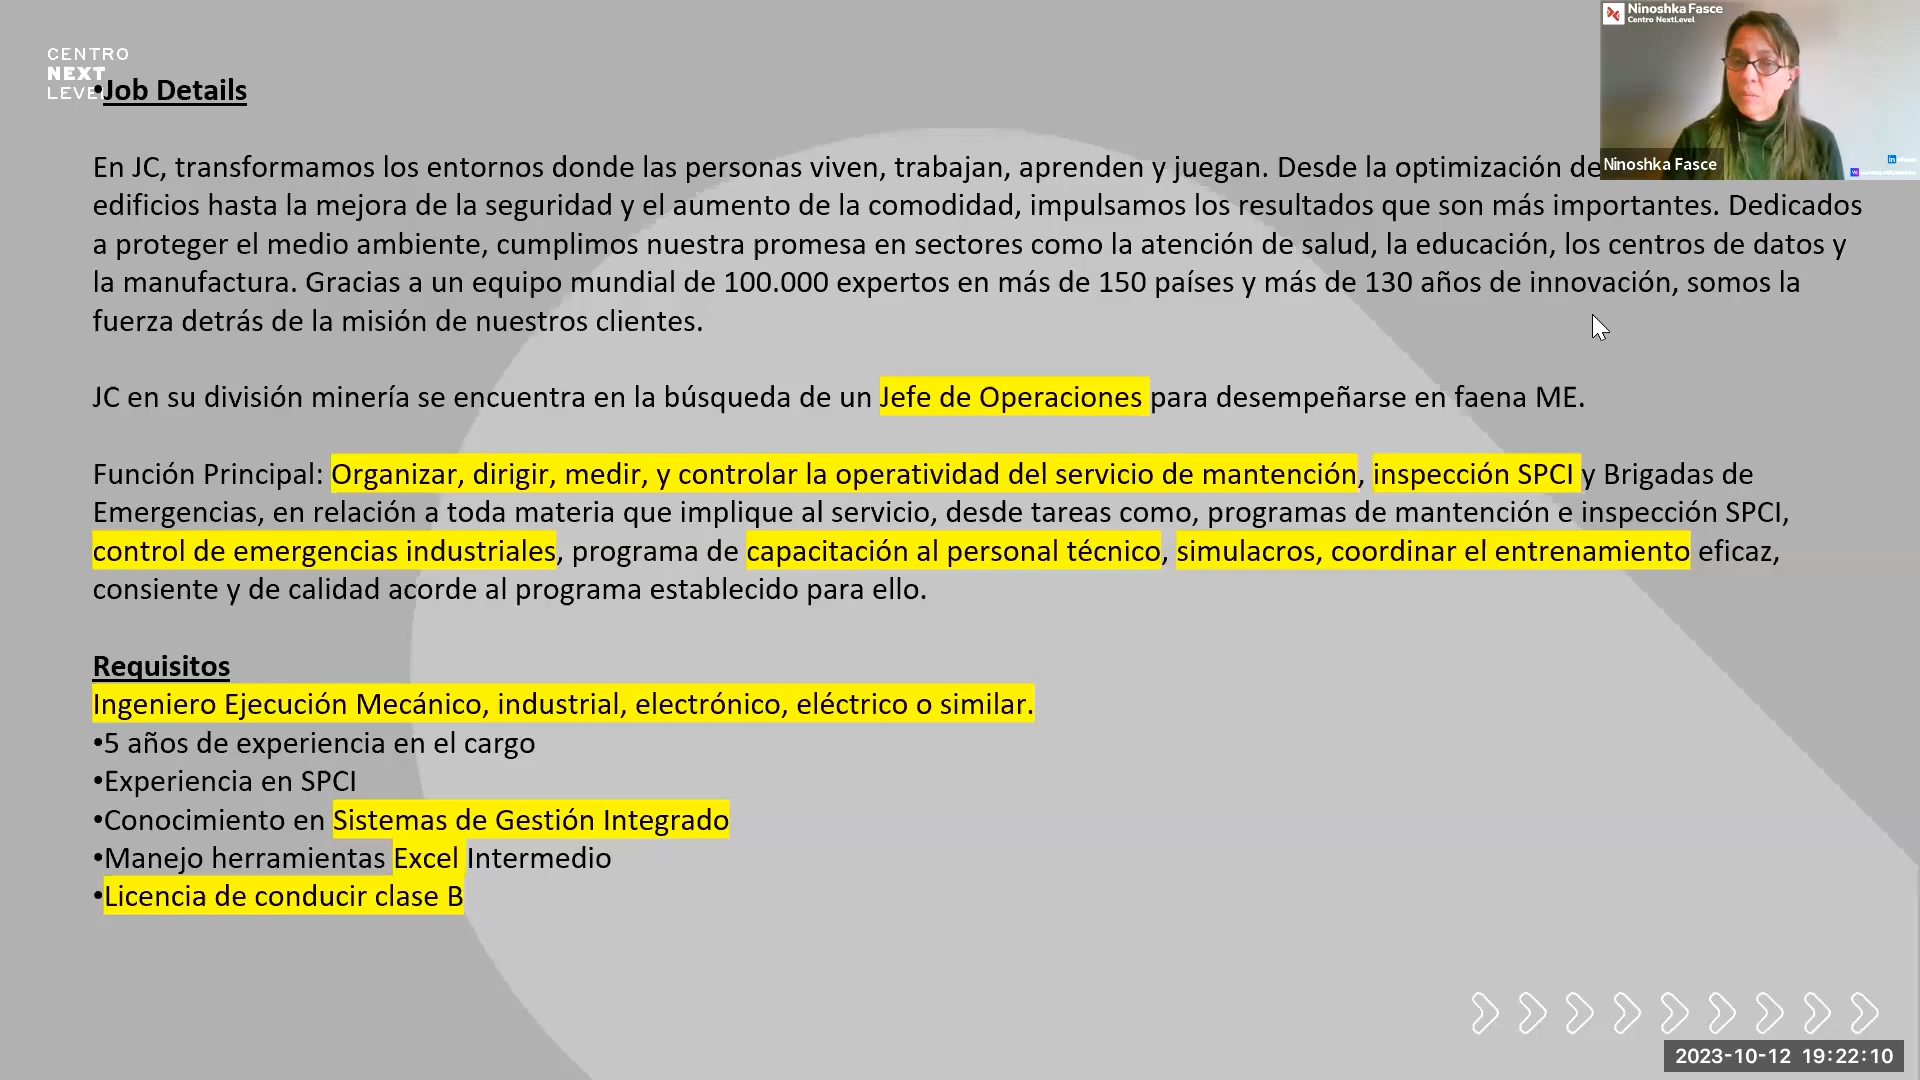 CENTRO
NEXT
LEVEL
•Job Details
Ninoshka Fasce
Centro NextLevel
Ninoshka Fasce
En JC, transformamos los entornos donde las personas viven, trabajan, aprenden y juegan. Desde la optimización de
edificios hasta la mejora de la seguridad y el aumento de la comodidad, impulsamos los resultados que son más importantes. Dedicados
a proteger el medio ambiente, cumplimos nuestra promesa en sectores como la atención de salud, la educación, los centros de datos y
la manufactura. Gracias a un equipo mundial de 100.000 expertos en más de 150 países y más de 130 años de innovación, somos la
fuerza detrás de la misión de nuestros clientes.
JC en su división minería se encuentra en la búsqueda de un Jefe de Operaciones para desempeñarse en faena ME.
Función Principal: Organizar, dirigir, medir, y controlar la operatividad del servicio de mantención, inspección SPCI y Brigadas de
Emergencias, en relación a toda materia que implique al servicio, desde tareas como, programas de mantención e inspección SPCI,
control de emergencias industriales, programa de capacitación al personal técnico, simulacros, coordinar el entrenamiento eficaz,
consiente y de calidad acorde al programa establecido para ello.
Requisitos
Ingeniero Ejecución Mecánico, industrial, electrónico, eléctrico o similar.
•5 años de experiencia en el cargo
•Experiencia en SPCI
•Conocimiento en Sistemas de Gestión Integrado
•Manejo herramientas Excel Intermedio
•Licencia de conducir clase B
2023-10-12 19:22:10